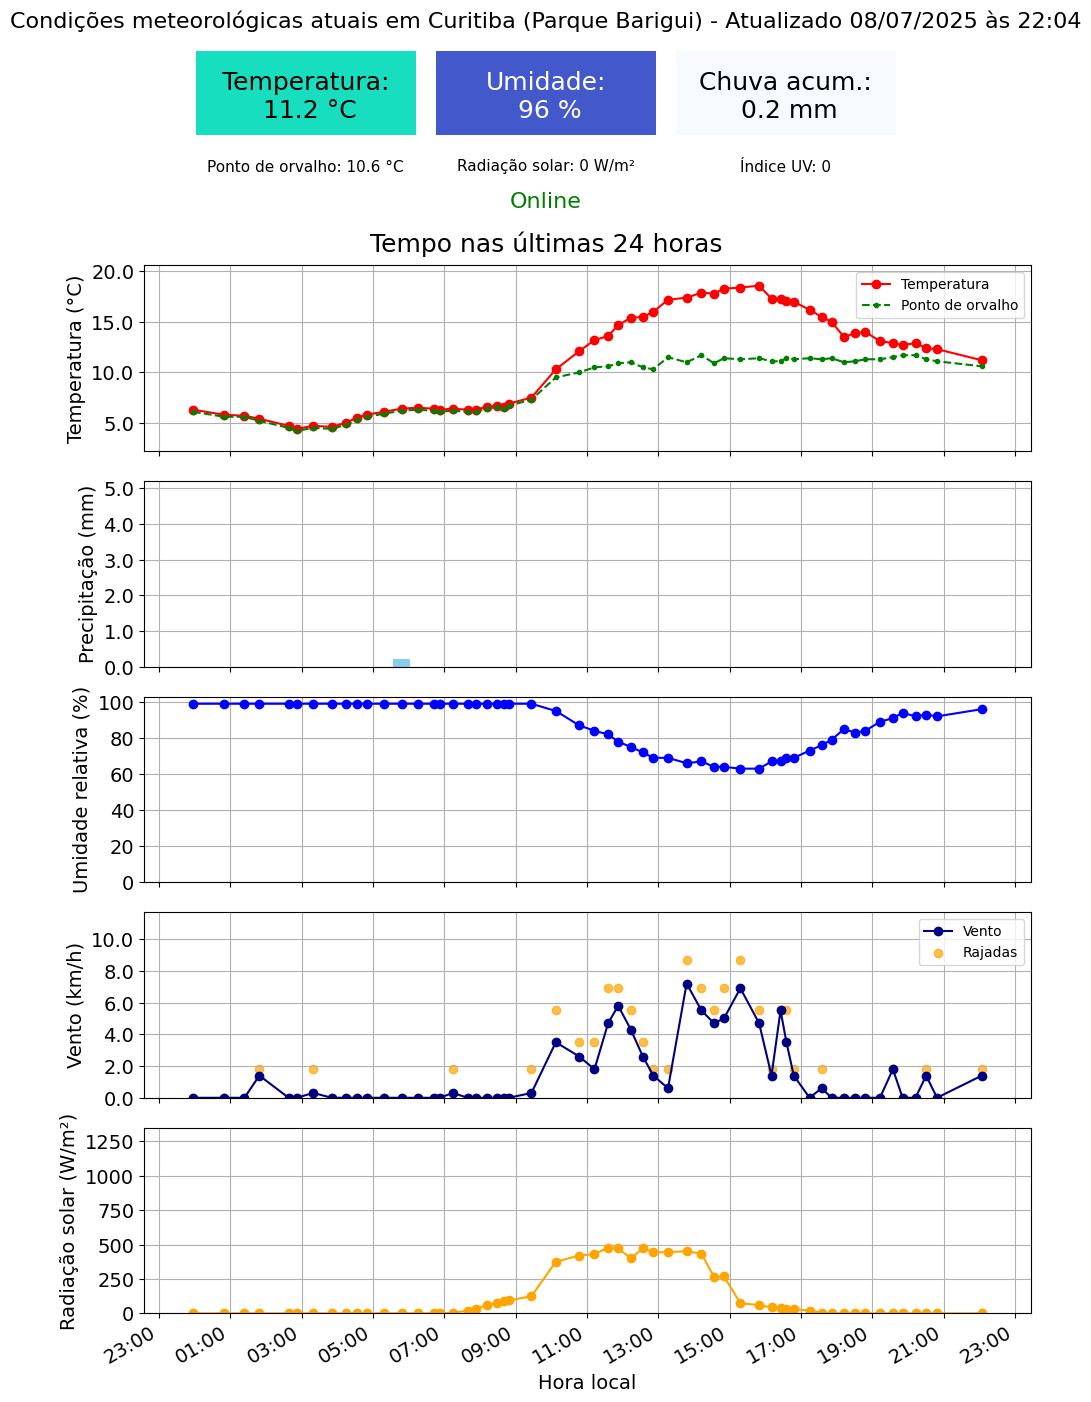 Condições meteorológicas atuais em Curitiba (Parque Barigui) - Atualizado 08/07/2025 às 22:04
Temperatura:
11.2 °C
Umidade:
96 %
Chuva acum.:
0.2 mm
Ponto de orvalho: 10.6 °C
Radiação solar: 0 W/m²
Índice UV: 0
Online
Tempo nas últimas 24 horas
Temperatura (°C)
20.0
15.0
10.0
5.0
Temperatura
Ponto de orvalho
Precipitação (mm)
5.0
4.0
3.0
2.0
1.0
0.0
Umidade relativa (%)
100
80
60
40
20
0
Vento (km/h)
10.0
8.0
6.0
4.0
2.0
0.0
Vento
Rajadas
Radiação solar (W/m²)
1250
1000
750
500
250
0
23:00
01:00
03:00
05:00
07:00
09:00
11:00
13:00
15:00
17:00
19:00
21:00
23:00
Hora local